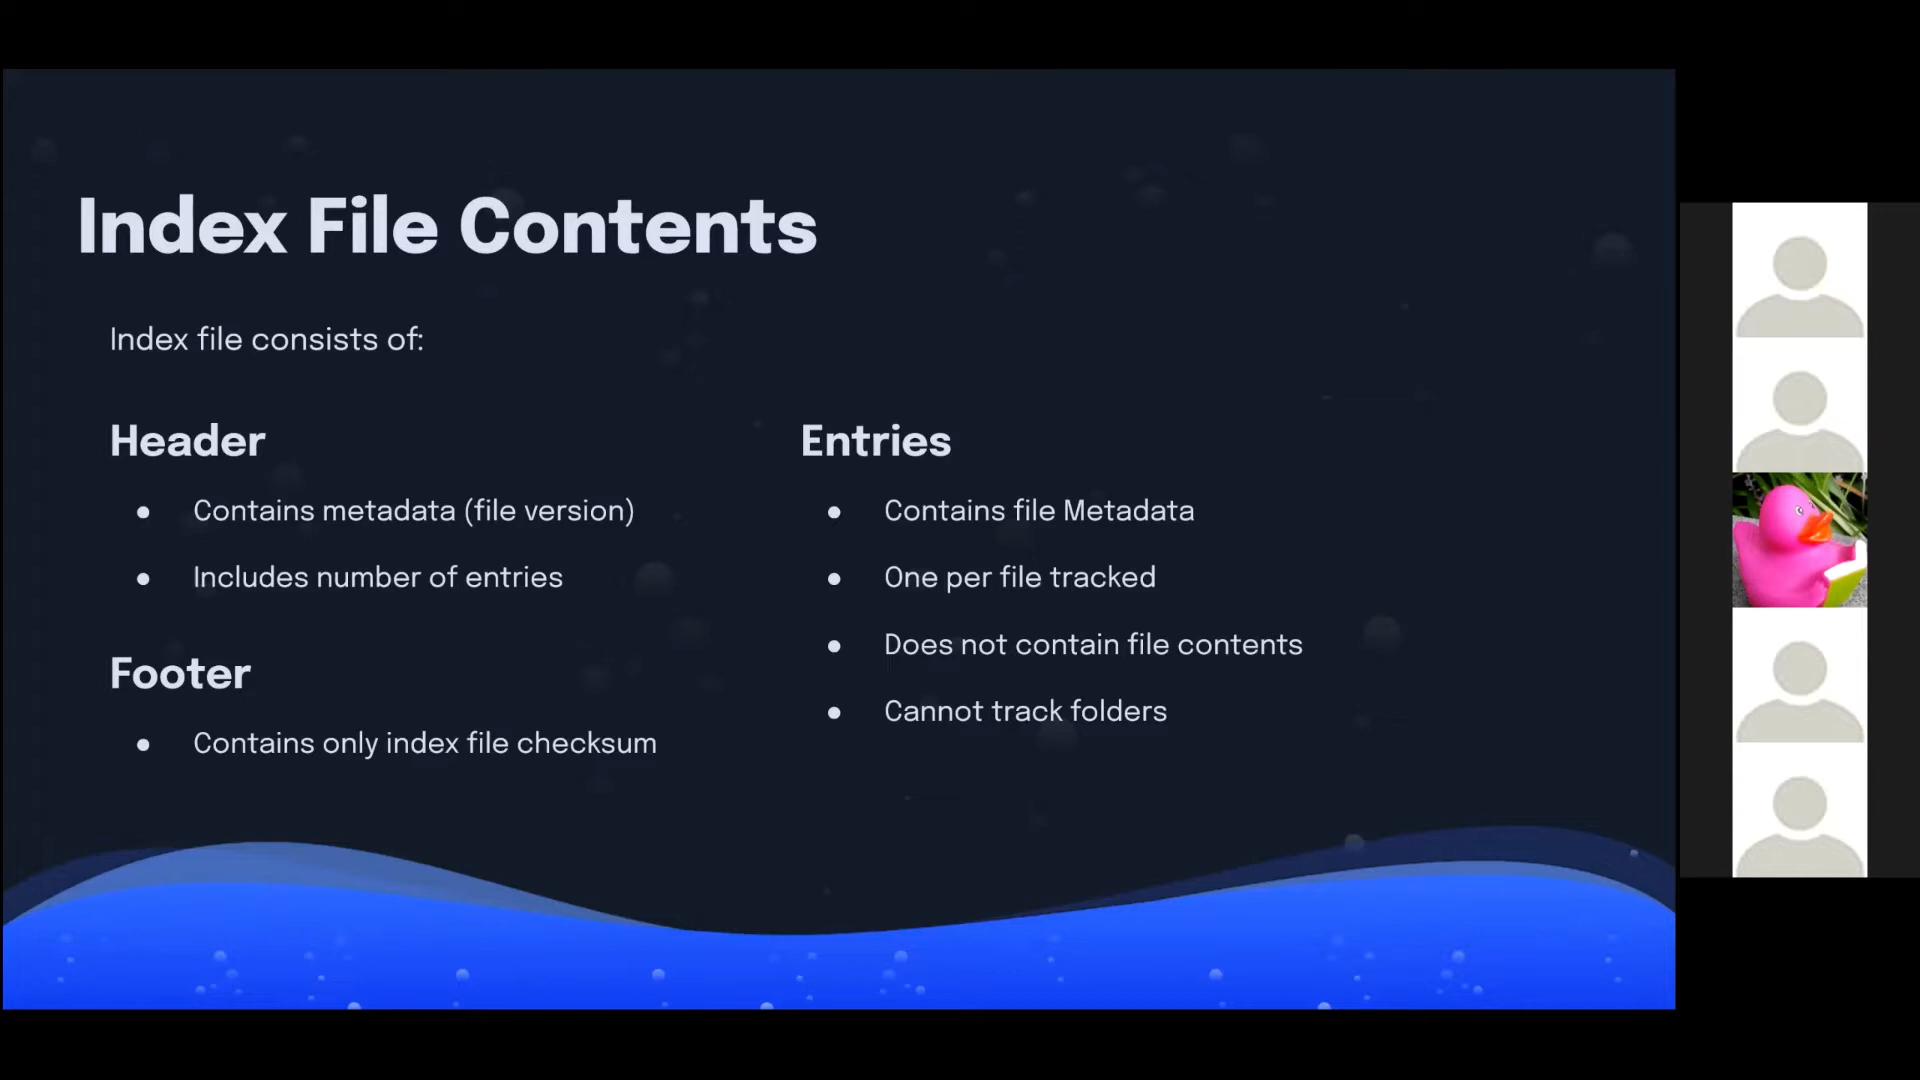 Index File Contents
Index file consists of:
Header
● Contains metadata (file version)
● Includes number of entries
Footer
● Contains only index file checksum
Entries
● Contains file Metadata
● One per file tracked
● Does not contain file contents
● Cannot track folders